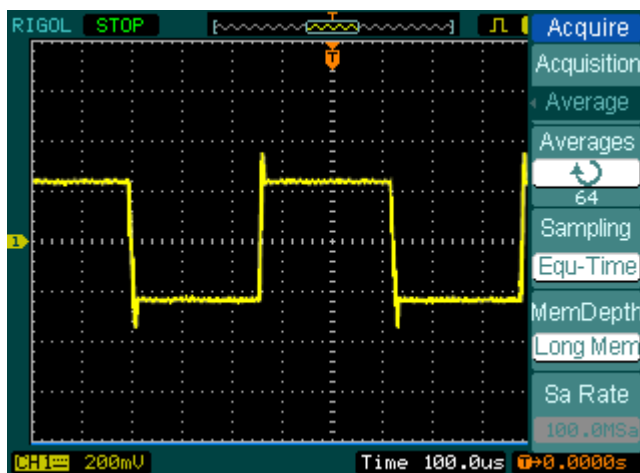 RIGOL STOP
T
Acquire
Acquisition
Average
Averages
64
Sampling
Equ-Time
MemDepth
Long Mem
Sa Rate
100.0MSa
1
CH1 200mV Time 100.0us T→0.0000s